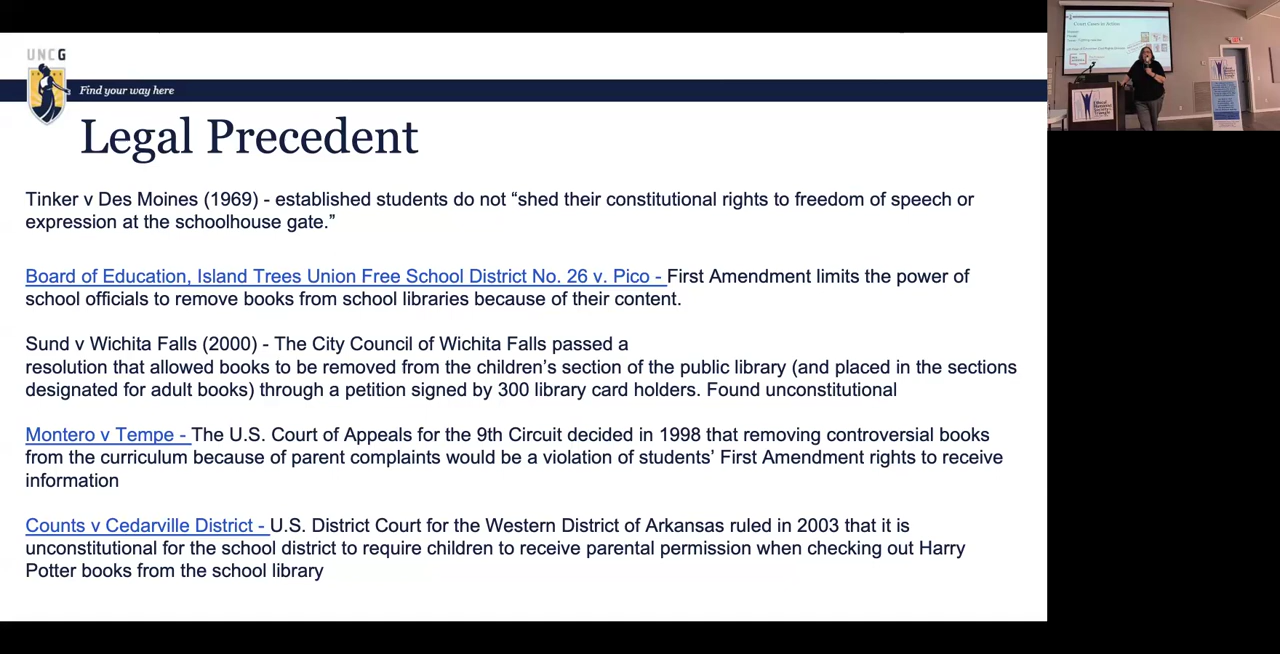 UNCG
Find your way here
Legal Precedent
Tinker v Des Moines (1969) - established students do not “shed their constitutional rights to freedom of speech or
expression at the schoolhouse gate.”
Board of Education, Island Trees Union Free School District No. 26 v. Pico - First Amendment limits the power of
school officials to remove books from school libraries because of their content.
Sund v Wichita Falls (2000) - The City Council of Wichita Falls passed a
resolution that allowed books to be removed from the children’s section of the public library (and placed in the sections
designated for adult books) through a petition signed by 300 library card holders. Found unconstitutional
Montero v Tempe - The U.S. Court of Appeals for the 9th Circuit decided in 1998 that removing controversial books
from the curriculum because of parent complaints would be a violation of students’ First Amendment rights to receive
information
Counts v Cedarville District - U.S. District Court for the Western District of Arkansas ruled in 2003 that it is
unconstitutional for the school district to require children to receive parental permission when checking out Harry
Potter books from the school library
Court Cases in Action